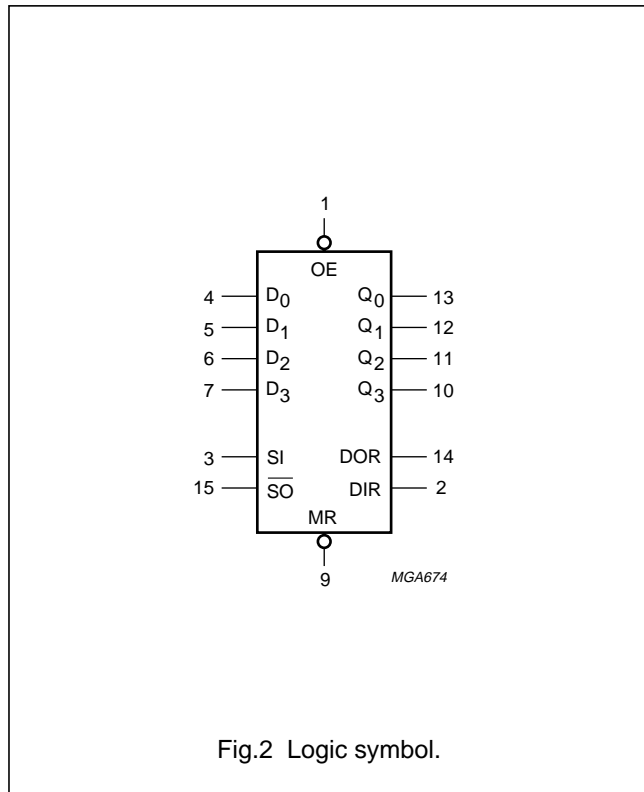 1
OE
4 D0 Q0 13
5 D1 Q1 12
6 D2 Q2 11
7 D3 Q3 10
3 SI DOR 14
15 S̅O̅ DIR 2
MR
9 MGA674
Fig.2 Logic symbol.